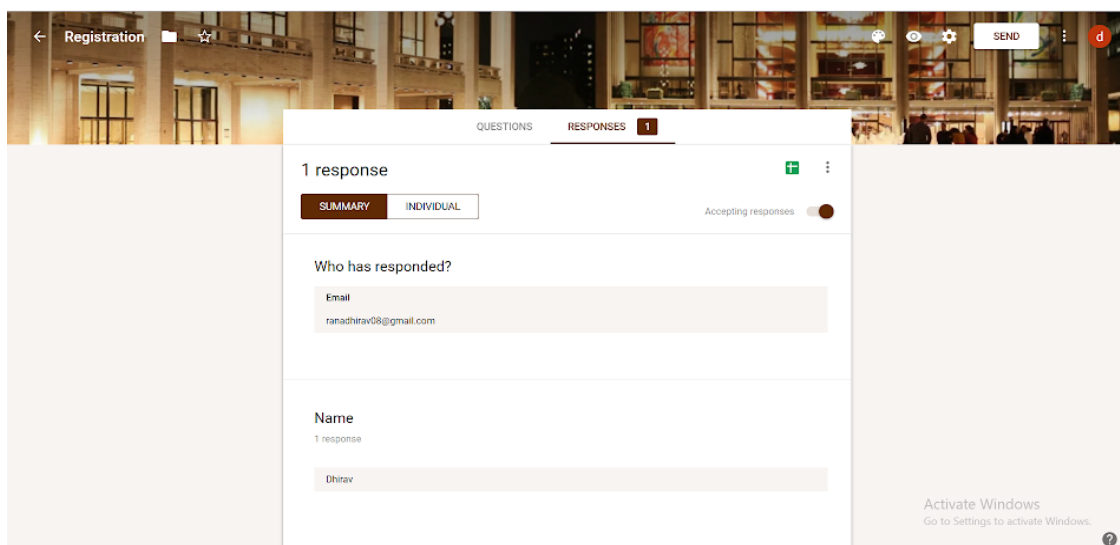 Registration
SEND
d
QUESTIONS
RESPONSES 1
1 response
SUMMARY
INDIVIDUAL
Accepting responses
Who has responded?
Email
ranadhirav08@gmail.com
Name
1 response
Dhirav
Activate Windows
Go to Settings to activate Windows.
?